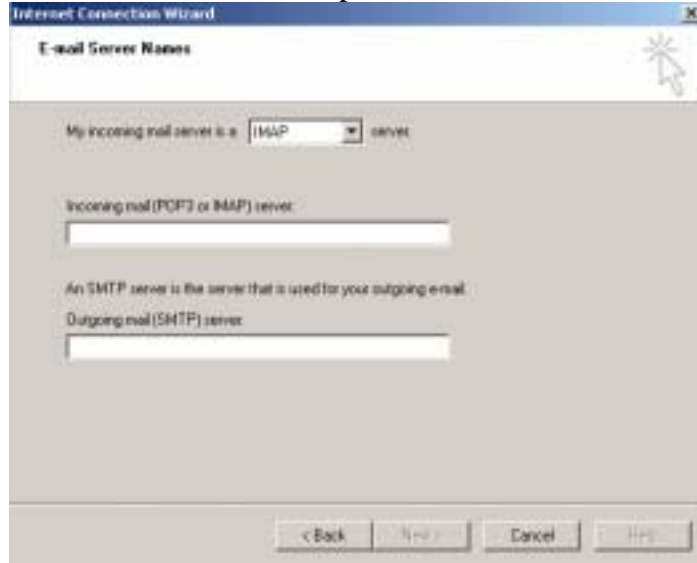 Internet Connection Wizard
E-mail Server Names
My incoming mail server is a IMAP server.
Incoming mail (POP3 or IMAP) server:
An SMTP server is the server that is used for your outgoing e-mail.
Outgoing mail (SMTP) server:
< Back Next > Cancel Help